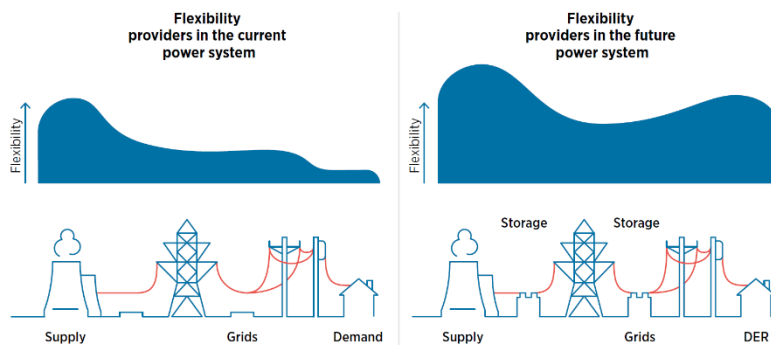 Flexibility
providers in the current
power system
Flexibility
Supply
Grids
Demand
Flexibility
providers in the future
power system
Flexibility
Storage
Storage
Supply
Grids
DER